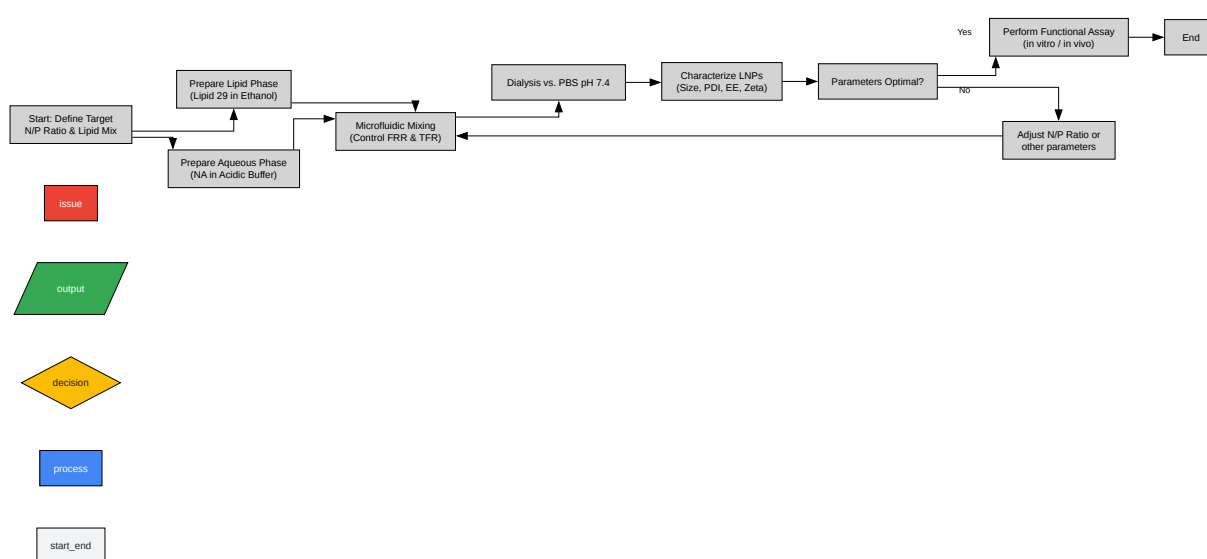 Start: Define Target
N/P Ratio & Lipid Mix
Prepare Lipid Phase
(Lipid 29 in Ethanol)
Prepare Aqueous Phase
(NA in Acidic Buffer)
Microfluidic Mixing
(Control FRR & TFR)
Dialysis vs. PBS pH 7.4
Characterize LNPs
(Size, PDI, EE, Zeta)
Parameters Optimal?
Yes
No
Perform Functional Assay
(in vitro / in vivo)
End
Adjust N/P Ratio or
other parameters
issue
output
decision
process
start_end